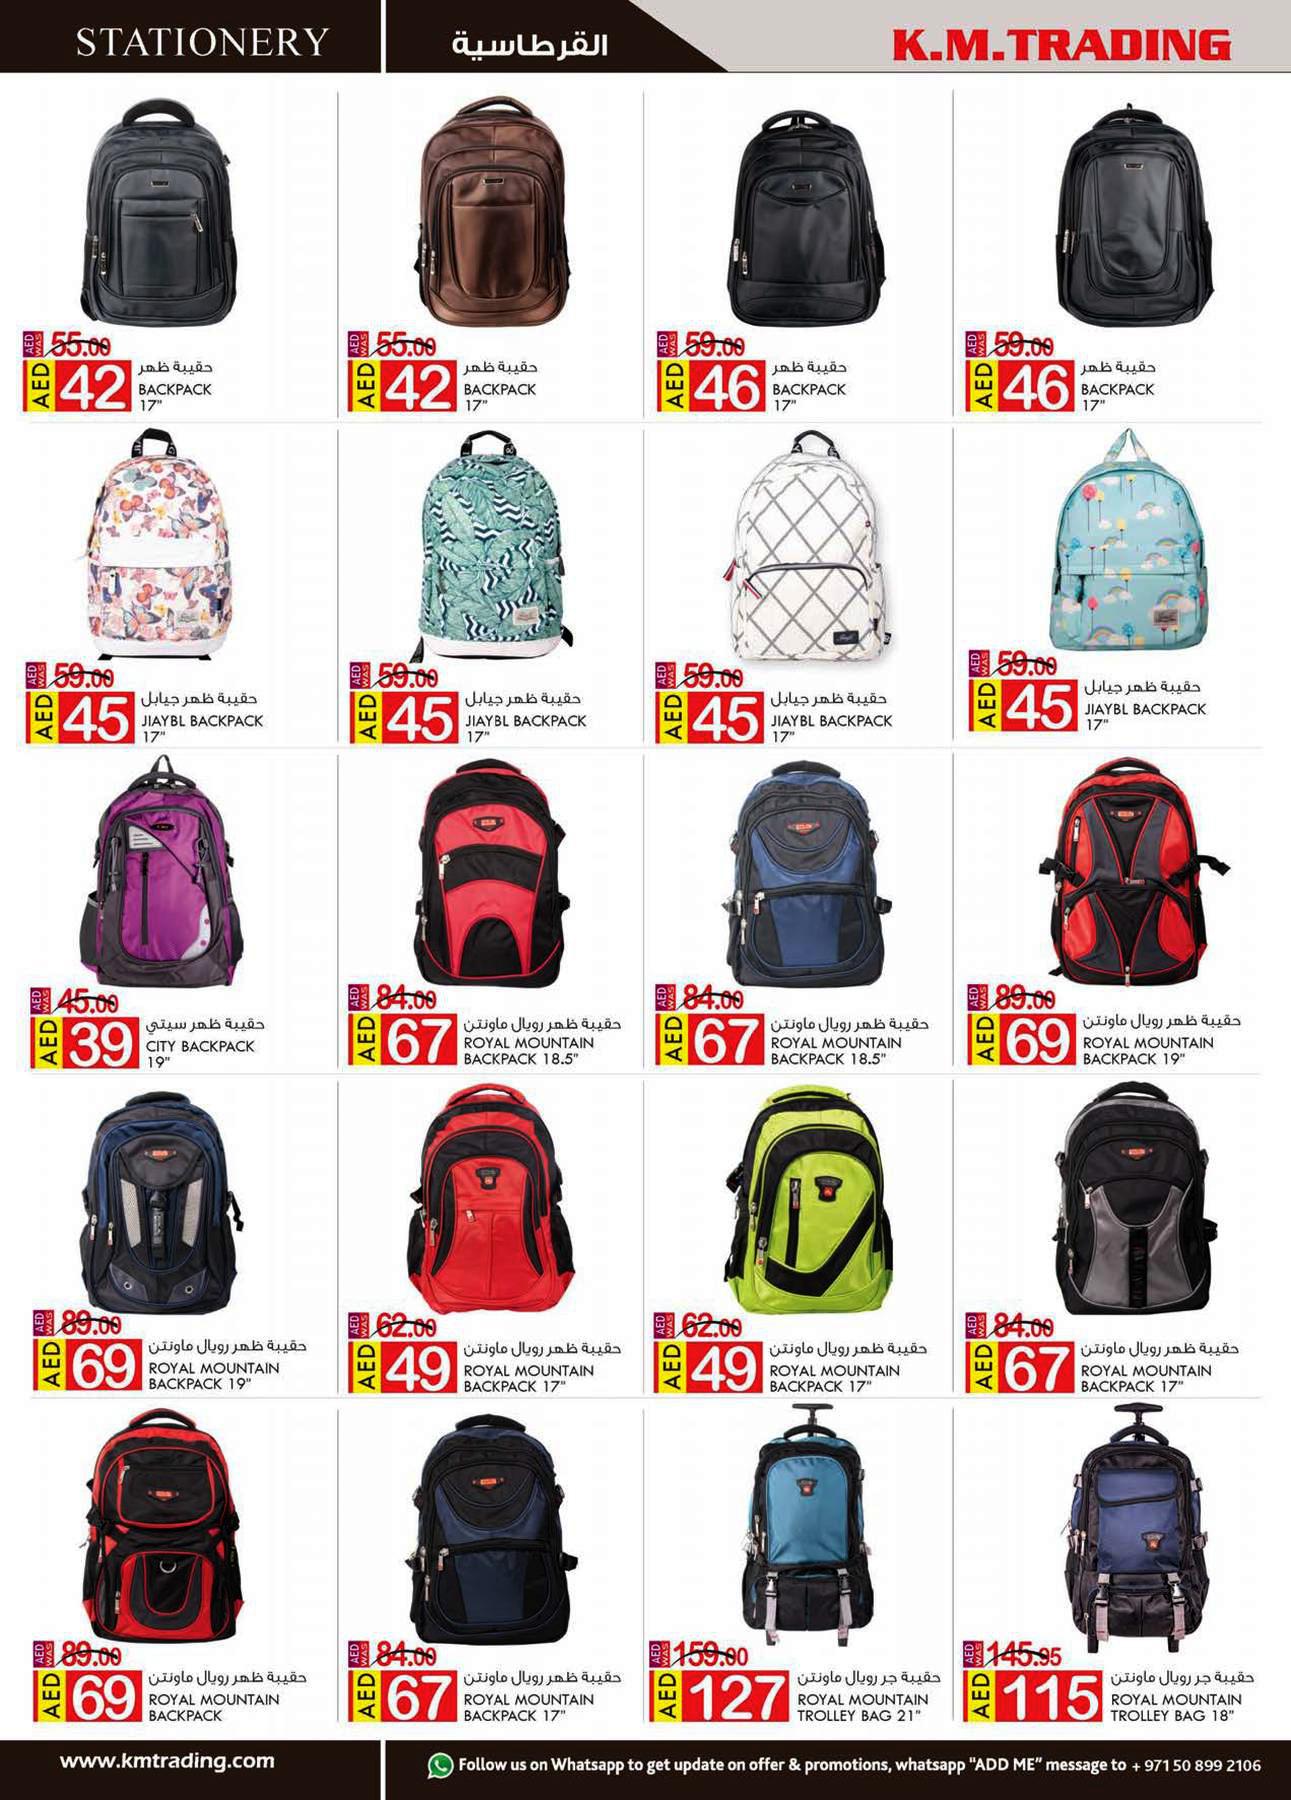 STATIONERY
القرطاسية
K.M.TRADING
AED WAS 55.00
AED 42
حقيبة ظهر
BACKPACK
17"
AED WAS 55.00
AED 42
حقيبة ظهر
BACKPACK
17"
AED WAS 59.00
AED 46
حقيبة ظهر
BACKPACK
17"
AED WAS 59.00
AED 46
حقيبة ظهر
BACKPACK
17"
AED WAS 59.00
AED 45
حقيبة ظهر جيابل
JIAYBL BACKPACK
17"
AED WAS 59.00
AED 45
حقيبة ظهر جيابل
JIAYBL BACKPACK
17"
AED WAS 59.00
AED 45
حقيبة ظهر جيابل
JIAYBL BACKPACK
17"
AED WAS 59.00
AED 45
حقيبة ظهر جيابل
JIAYBL BACKPACK
17"
AED WAS 45.00
AED 39
حقيبة ظهر سيتي
CITY BACKPACK
19"
AED WAS 84.00
AED 67
حقيبة ظهر رويال ماونتن
ROYAL MOUNTAIN
BACKPACK 18.5"
AED WAS 84.00
AED 67
حقيبة ظهر رويال ماونتن
ROYAL MOUNTAIN
BACKPACK 18.5"
AED WAS 89.00
AED 69
حقيبة ظهر رويال ماونتن
ROYAL MOUNTAIN
BACKPACK 19"
AED WAS 89.00
AED 69
حقيبة ظهر رويال ماونتن
ROYAL MOUNTAIN
BACKPACK 19"
AED WAS 62.00
AED 49
حقيبة ظهر رويال ماونتن
ROYAL MOUNTAIN
BACKPACK 17"
AED WAS 62.00
AED 49
حقيبة ظهر رويال ماونتن
ROYAL MOUNTAIN
BACKPACK 17"
AED WAS 84.00
AED 67
حقيبة ظهر رويال ماونتن
ROYAL MOUNTAIN
BACKPACK 17"
AED WAS 89.00
AED 69
حقيبة ظهر رويال ماونتن
ROYAL MOUNTAIN
BACKPACK
AED WAS 84.00
AED 67
حقيبة ظهر رويال ماونتن
ROYAL MOUNTAIN
BACKPACK 17"
AED WAS 159.00
AED 127
حقيبة جر رويال ماونتن
ROYAL MOUNTAIN
TROLLEY BAG 21"
AED WAS 145.95
AED 115
حقيبة جر رويال ماونتن
ROYAL MOUNTAIN
TROLLEY BAG 18"
www.kmtrading.com
Follow us on Whatsapp to get update on offer & promotions, whatsapp "ADD ME" message to + 971 50 899 2106